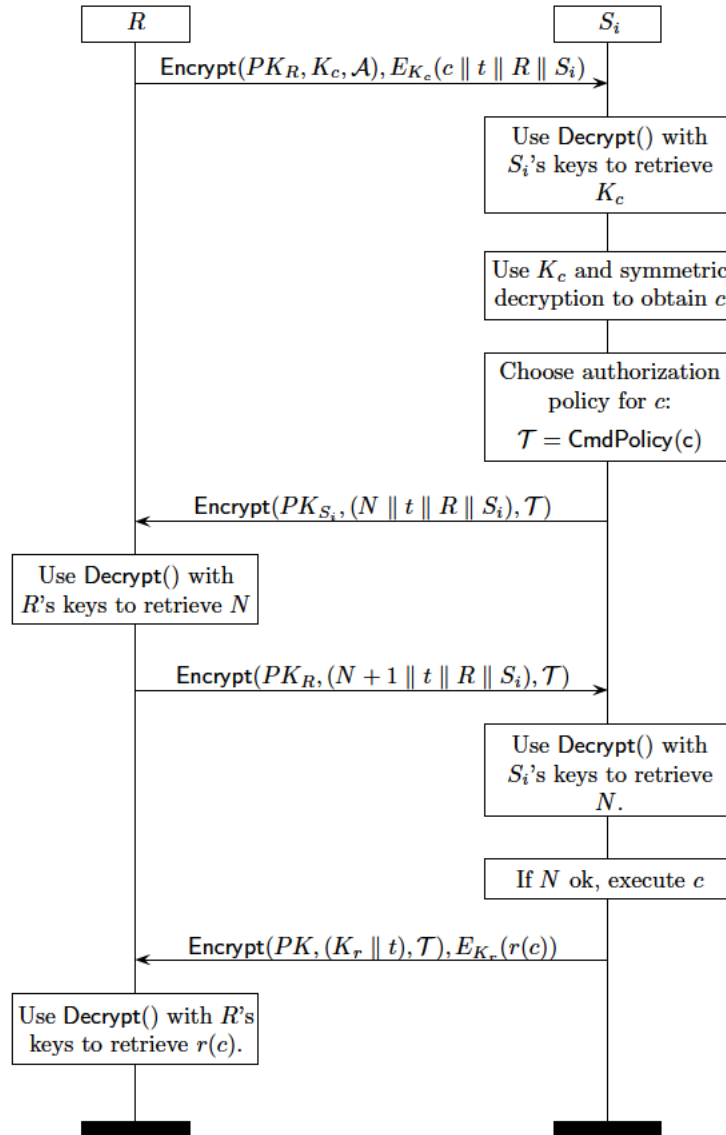 R
S_i
Encrypt(PK_R, K_c, 𝒜), E_{K_c}(c ∥ t ∥ R ∥ S_i)
Use Decrypt() with
S_i's keys to retrieve
K_c
Use K_c and symmetric
decryption to obtain c
Choose authorization
policy for c:
𝒯 = CmdPolicy(c)
Encrypt(PK_{S_i}, (N ∥ t ∥ R ∥ S_i), 𝒯)
Use Decrypt() with
R's keys to retrieve N
Encrypt(PK_R, (N + 1 ∥ t ∥ R ∥ S_i), 𝒯)
Use Decrypt() with
S_i's keys to retrieve
N.
If N ok, execute c
Encrypt(PK, (K_r ∥ t), 𝒯), E_{K_r}(r(c))
Use Decrypt() with R's
keys to retrieve r(c).